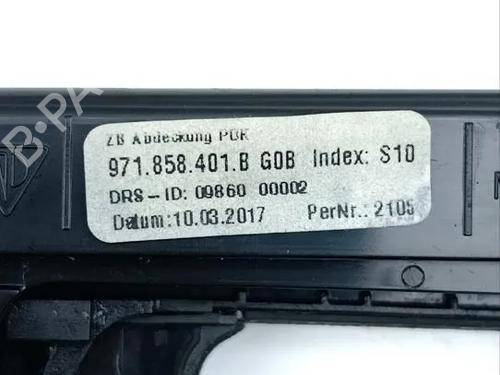 ZB Abdeckung PDK
971.858.401.B G0B Index: S10
DRS-ID: 09860 00002
Datum:10.03.2017 PerNr.: 2105